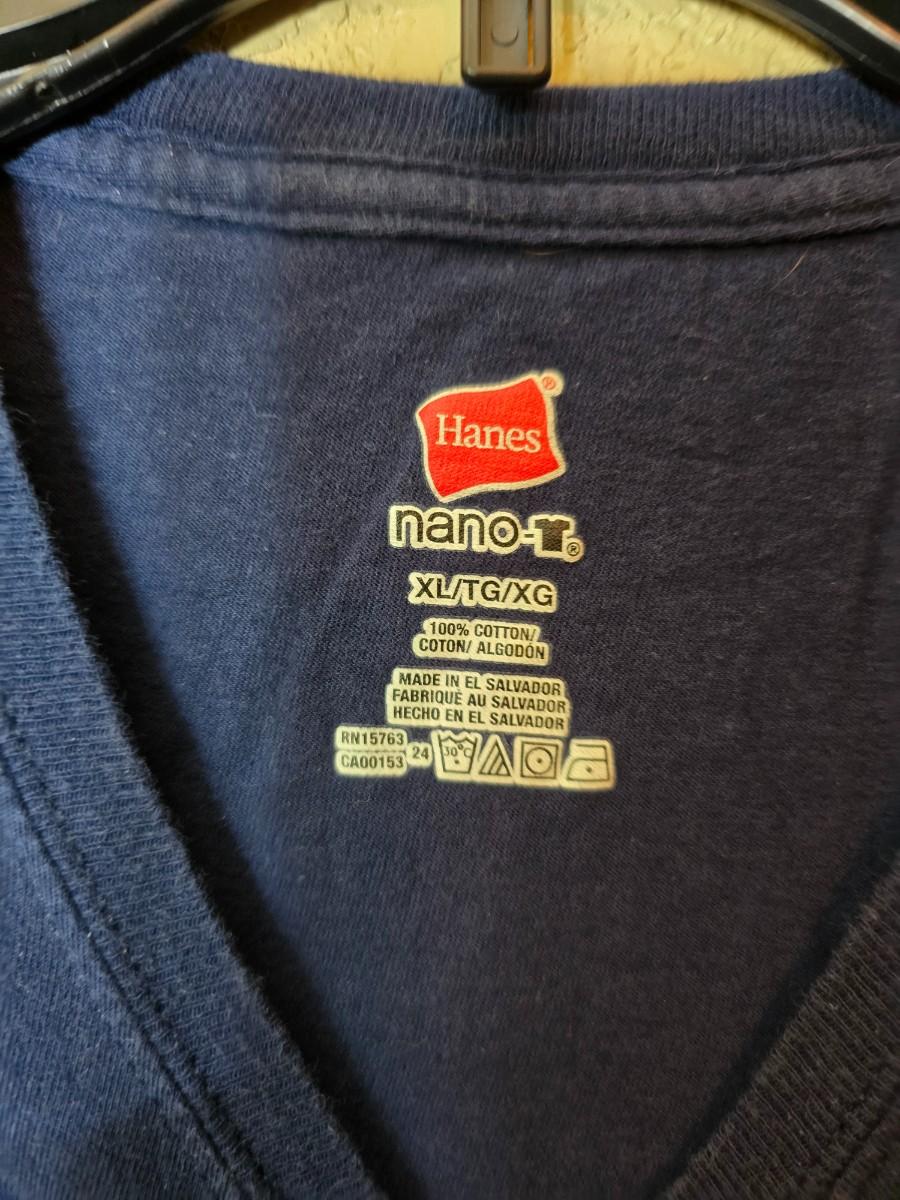 Hanes®
nano-T®
XL/TG/XG
100% COTTON/
COTON/ ALGODÓN
MADE IN EL SALVADOR
FABRIQUÉ AU SALVADOR
HECHO EN EL SALVADOR
RN15763
CA00153
24
30°C